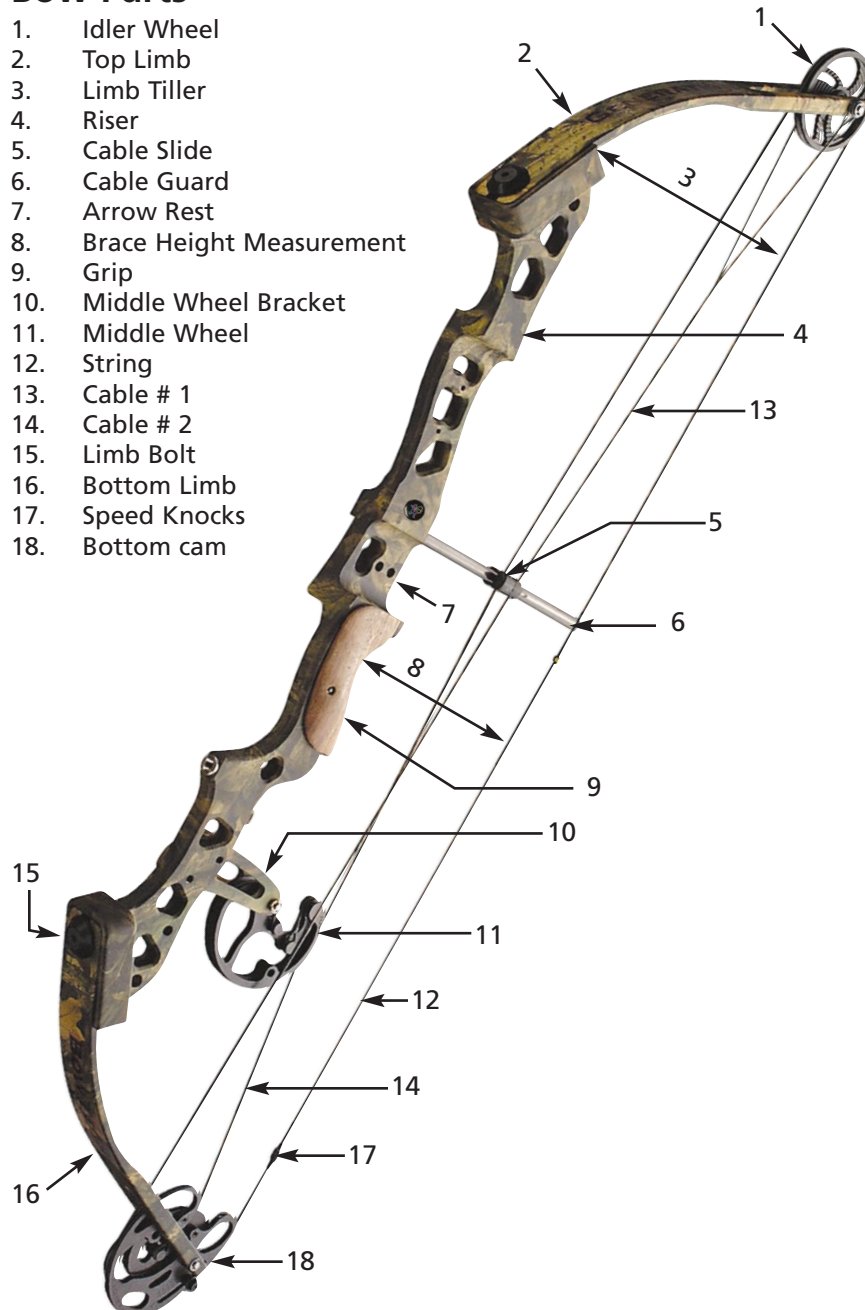 Bow Parts
1. Idler Wheel
2. Top Limb
3. Limb Tiller
4. Riser
5. Cable Slide
6. Cable Guard
7. Arrow Rest
8. Brace Height Measurement
9. Grip
10. Middle Wheel Bracket
11. Middle Wheel
12. String
13. Cable # 1
14. Cable # 2
15. Limb Bolt
16. Bottom Limb
17. Speed Knocks
18. Bottom cam
1
2
3
4
13
5
7
6
8
9
10
15
11
12
14
17
16
18